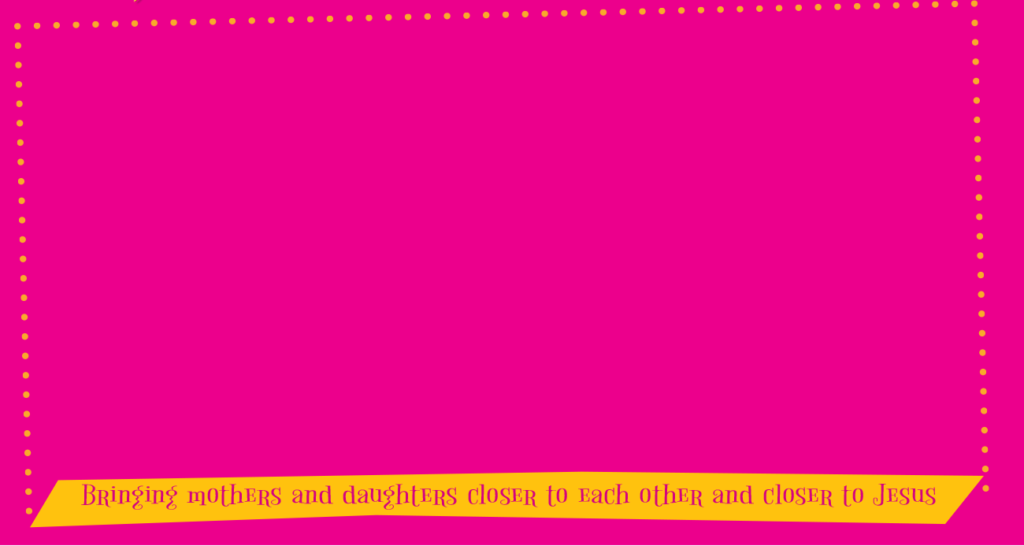 Bringing mothers and daughters closer to each other and closer to Jesus